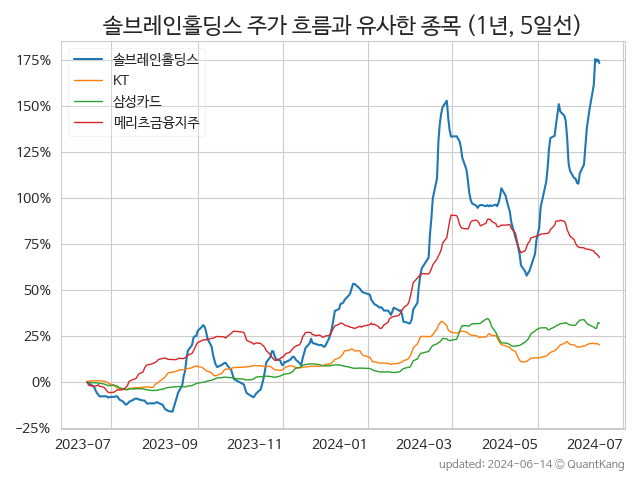 솔브레인홀딩스 주가 흐름과 유사한 종목 (1년, 5일선)
솔브레인홀딩스
KT
삼성카드
메리츠금융지주
175%
150%
125%
100%
75%
50%
25%
0%
−25%
2023-07
2023-09
2023-11
2024-01
2024-03
2024-05
2024-07
updated: 2024-06-14 © QuantKang